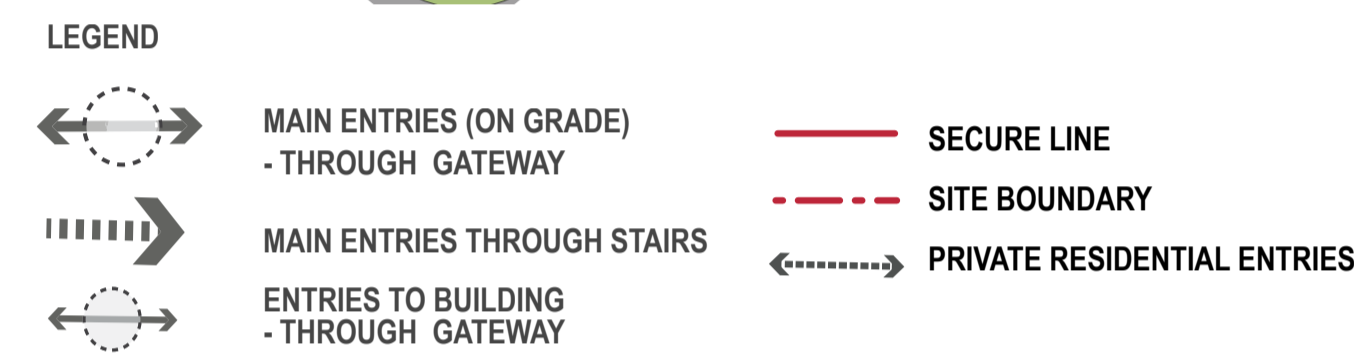 LEGEND
MAIN ENTRIES (ON GRADE)
- THROUGH GATEWAY
MAIN ENTRIES THROUGH STAIRS
ENTRIES TO BUILDING
- THROUGH GATEWAY
SECURE LINE
SITE BOUNDARY
PRIVATE RESIDENTIAL ENTRIES